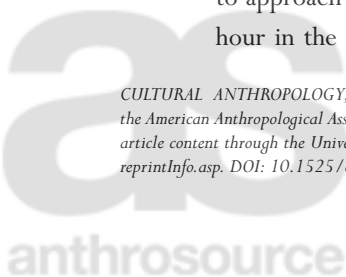 to approach
hour in the
CULTURAL ANTHROPOLOGY,
the American Anthropological Ass
article content through the Unive
reprintInfo.asp. DOI: 10.1525/
as
anthrosource